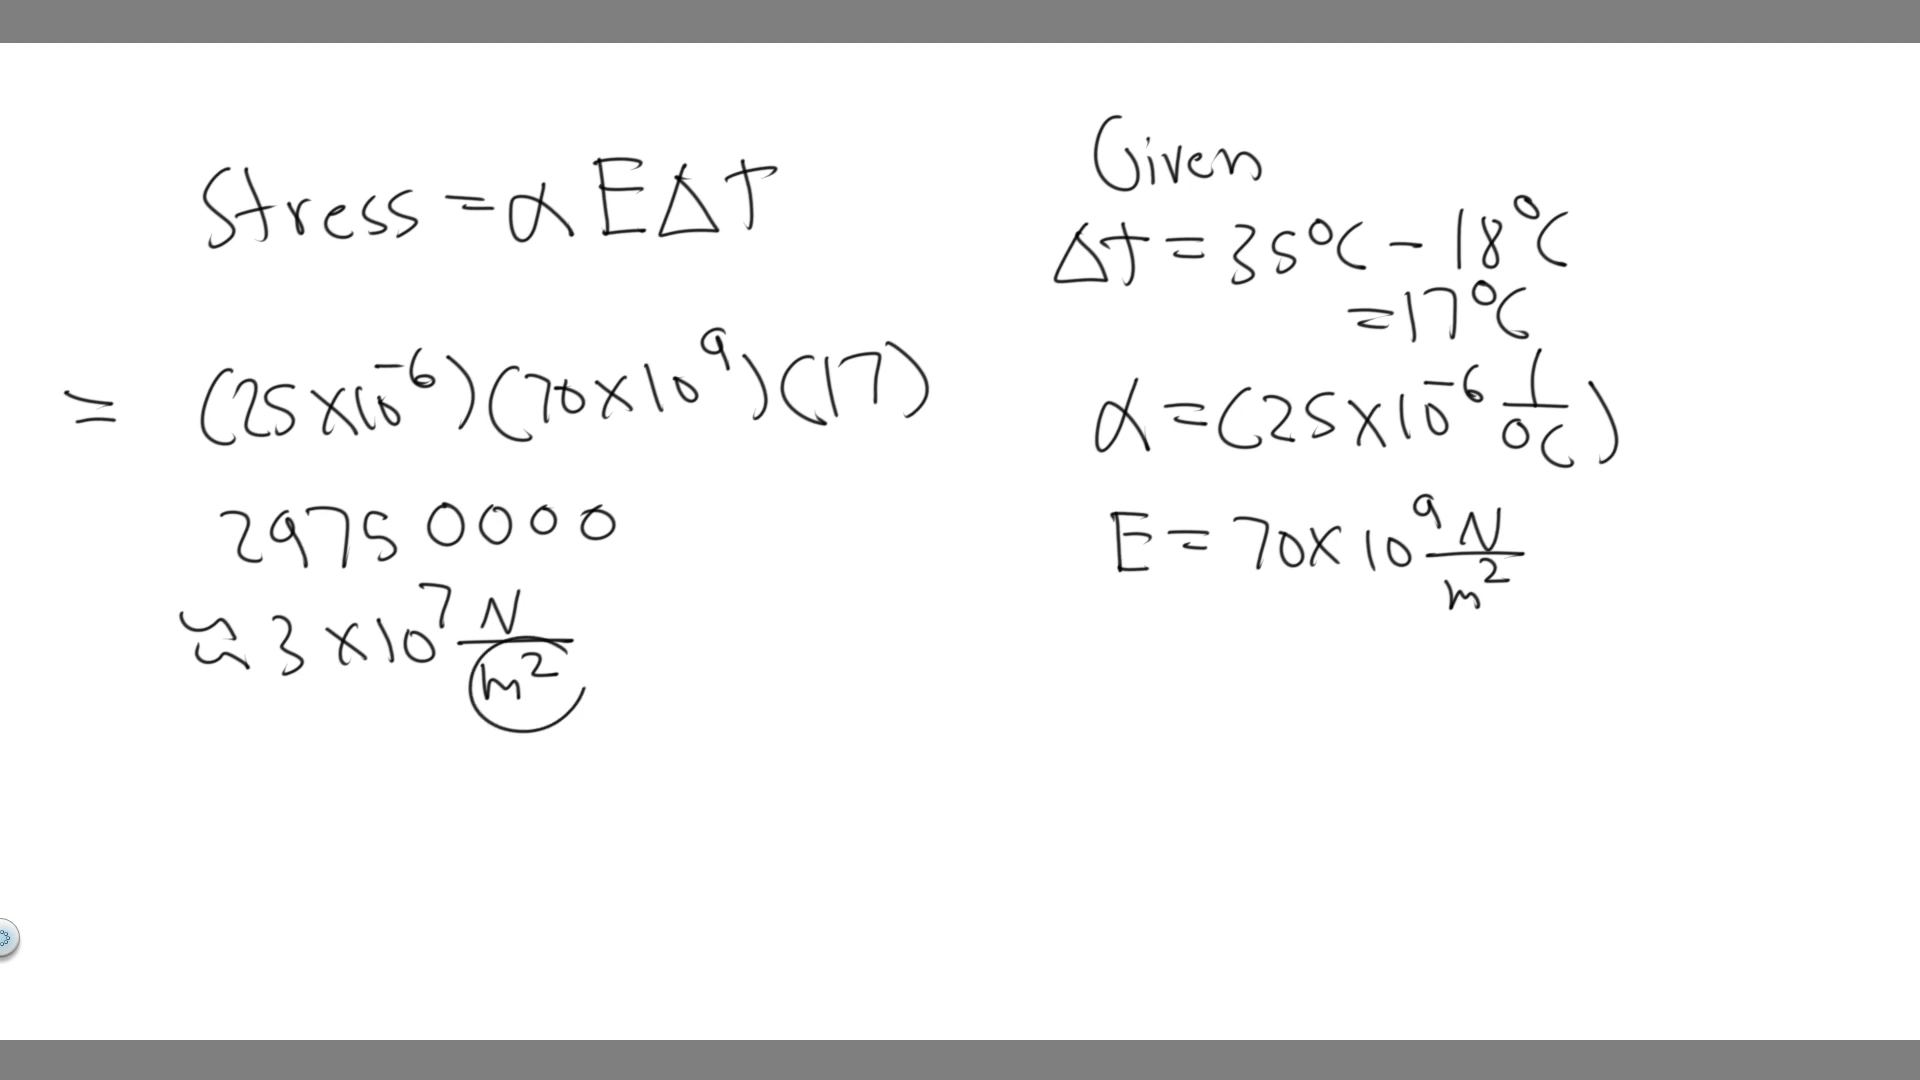 Stress = αEΔT
= (25×10⁻⁶)(70×10⁹)(17)
29750000
≈ 3×10⁷ N/m²
Given
ΔT = 35°C - 18°C
= 17°C
α = (25×10⁻⁶ 1/°C)
E = 70×10⁹ N/m²